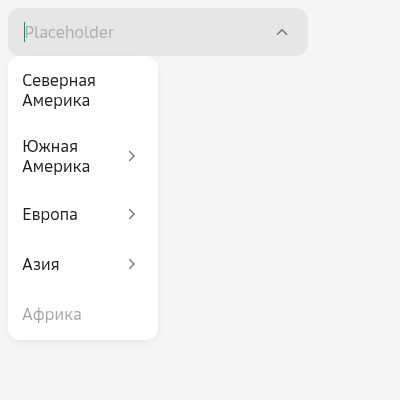 Placeholder
Северная
Америка
Южная
Америка
Европа
Азия
Африка